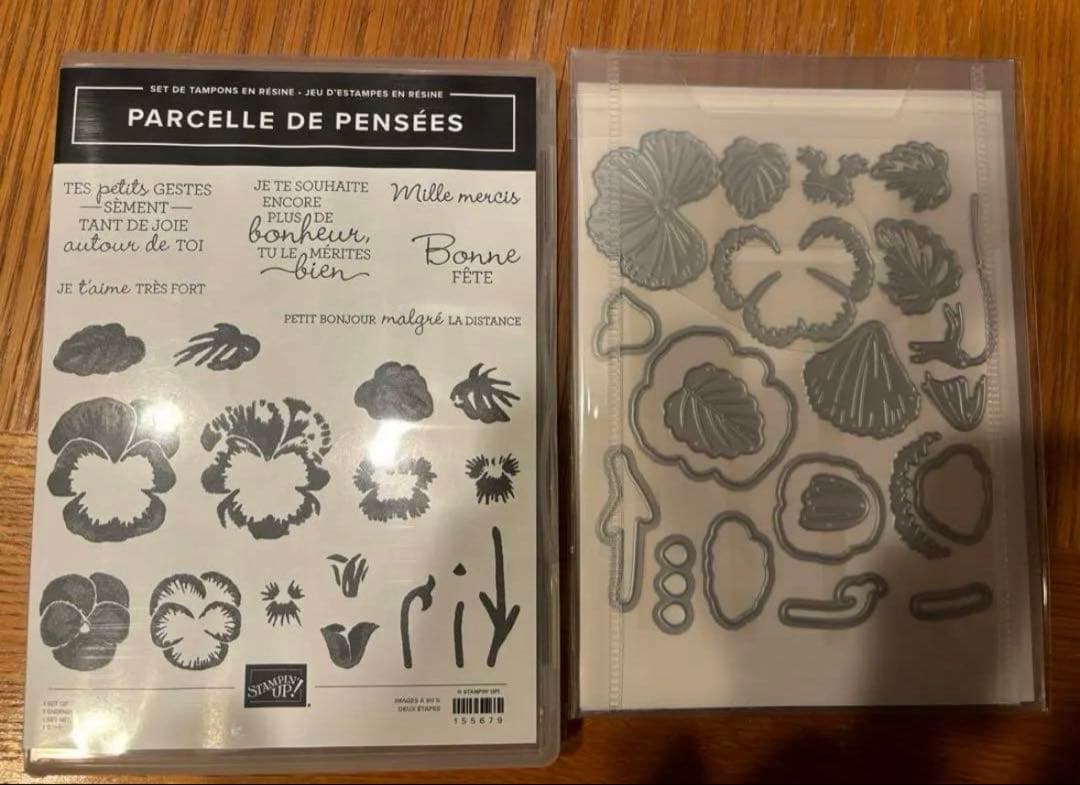 SET DE TAMPONS EN RÉSINE • JEU D'ESTAMPES EN RÉSINE
PARCELLE DE PENSÉES
TES petits GESTES
SÈMENT
TANT DE JOIE
autour de TOI
JE TE SOUHAITE
ENCORE
PLUS DE
bonheur,
TU LE MÉRITES
bien
Mille mercis
Bonne
FÊTE
JE t'aime TRÈS FORT
PETIT BONJOUR malgré LA DISTANCE
STAMPIN'
UP!
IMAGES À 
DEUX ÉTAPES
© STAMPIN' UP!
155679